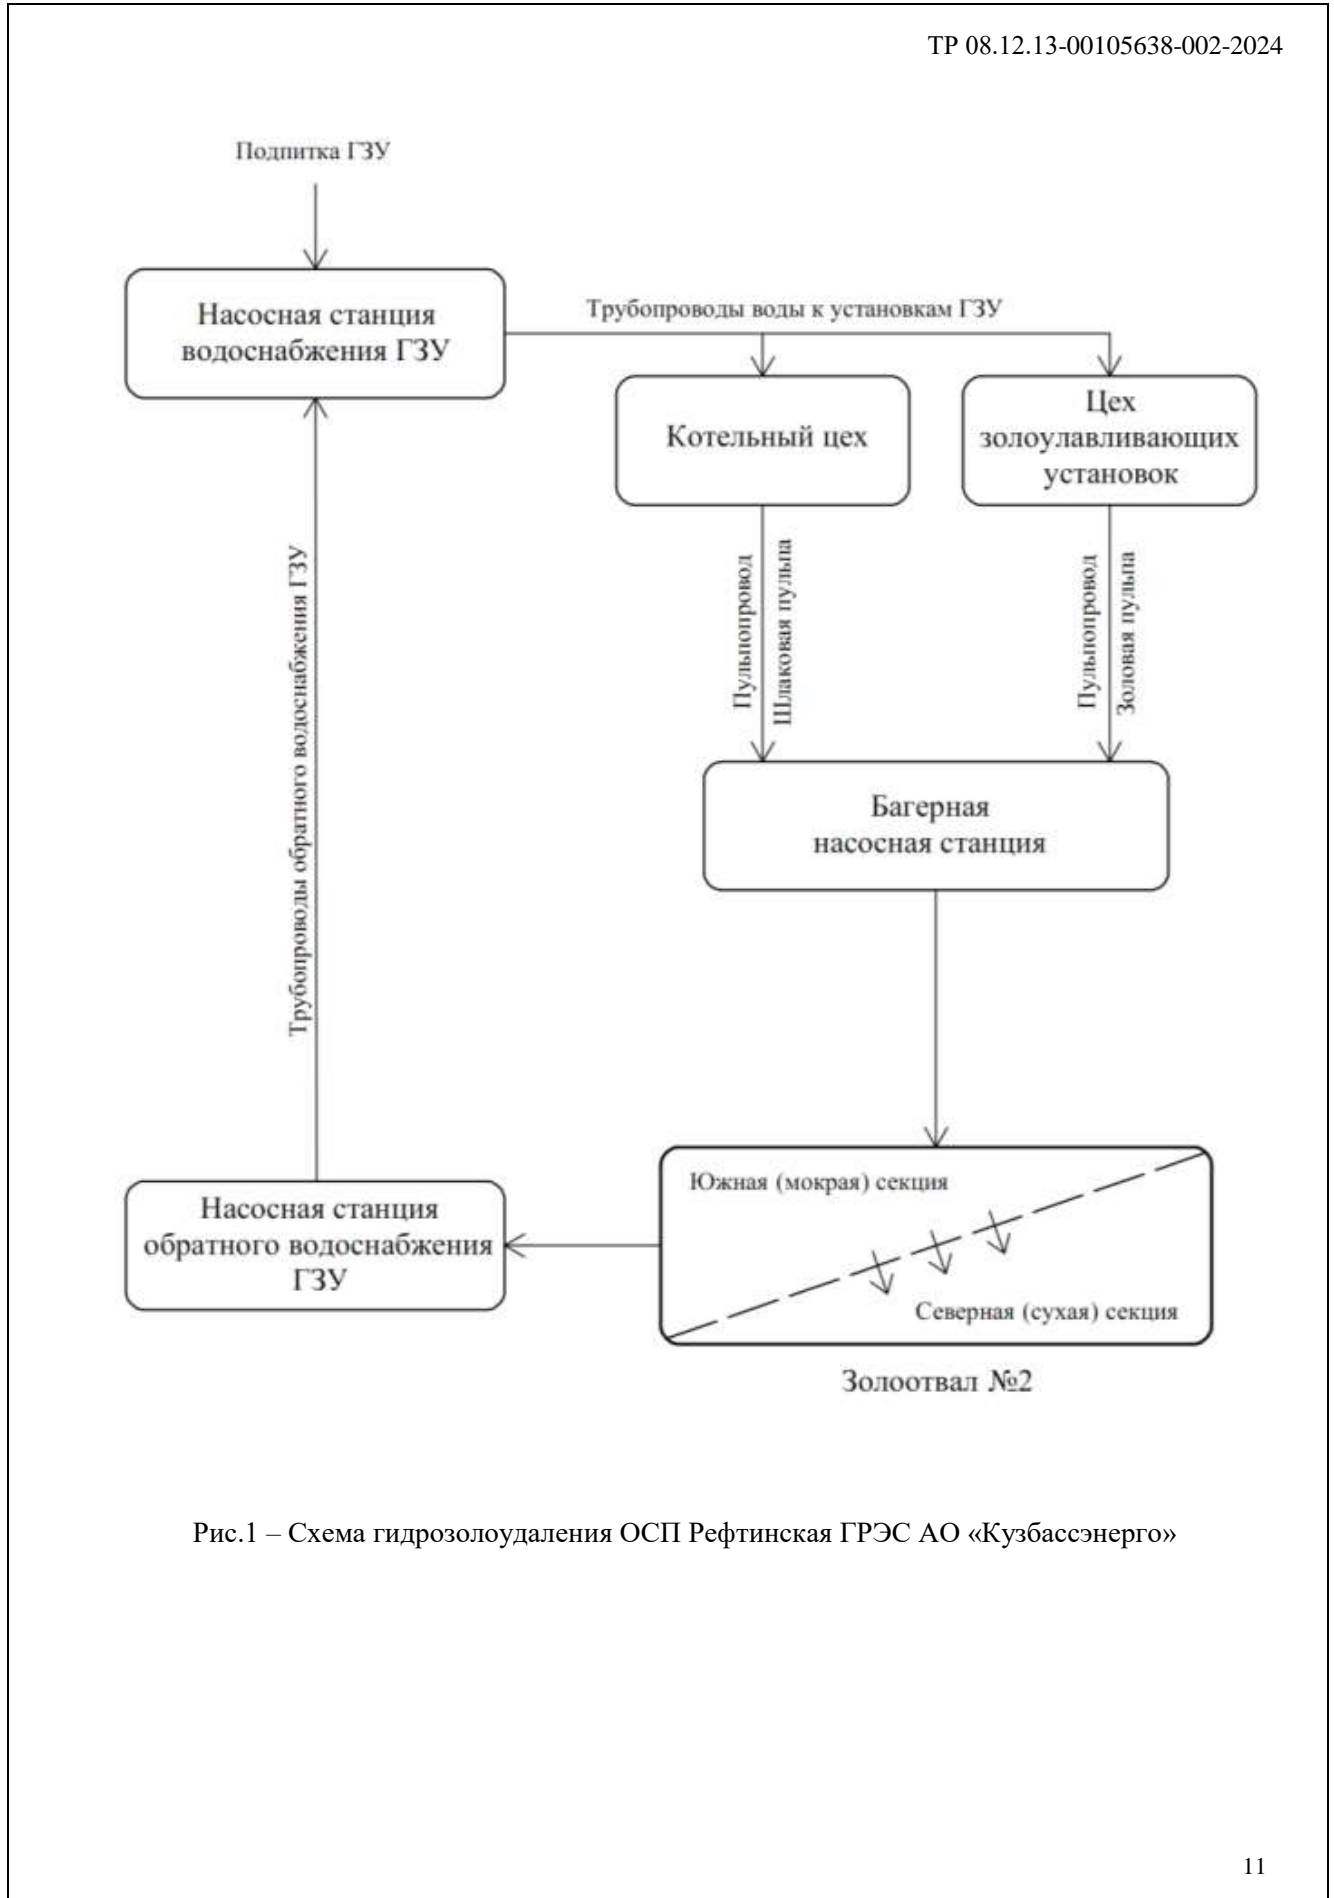 ТР 08.12.13-00105638-002-2024
Подпитка ГЗУ
Насосная станция
водоснабжения ГЗУ
Трубопроводы воды к установкам ГЗУ
Котельный цех
Цех
золоулавливающих
установок
Трубопроводы обратного водоснабжения ГЗУ
Пульпопровод
Шлаковая пульпа
Пульпопровод
Золовая пульпа
Багерная
насосная станция
Насосная станция
обратного водоснабжения
ГЗУ
Южная (мокрая) секция
Северная (сухая) секция
Золоотвал №2
Рис.1 – Схема гидрозолоудаления ОСП Рефтинская ГРЭС АО «Кузбассэнерго»
11